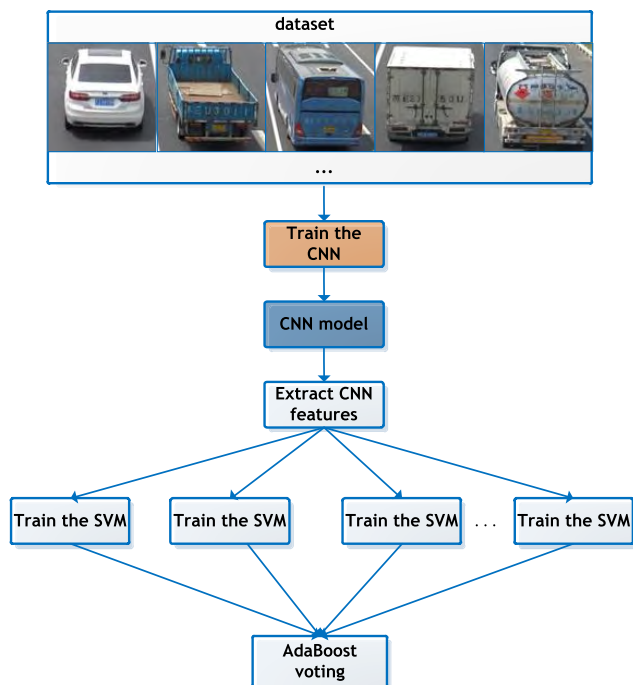 dataset
...
Train the
CNN
CNN model
Extract CNN
features
Train the SVM
Train the SVM
Train the SVM
...
Train the SVM
AdaBoost
voting